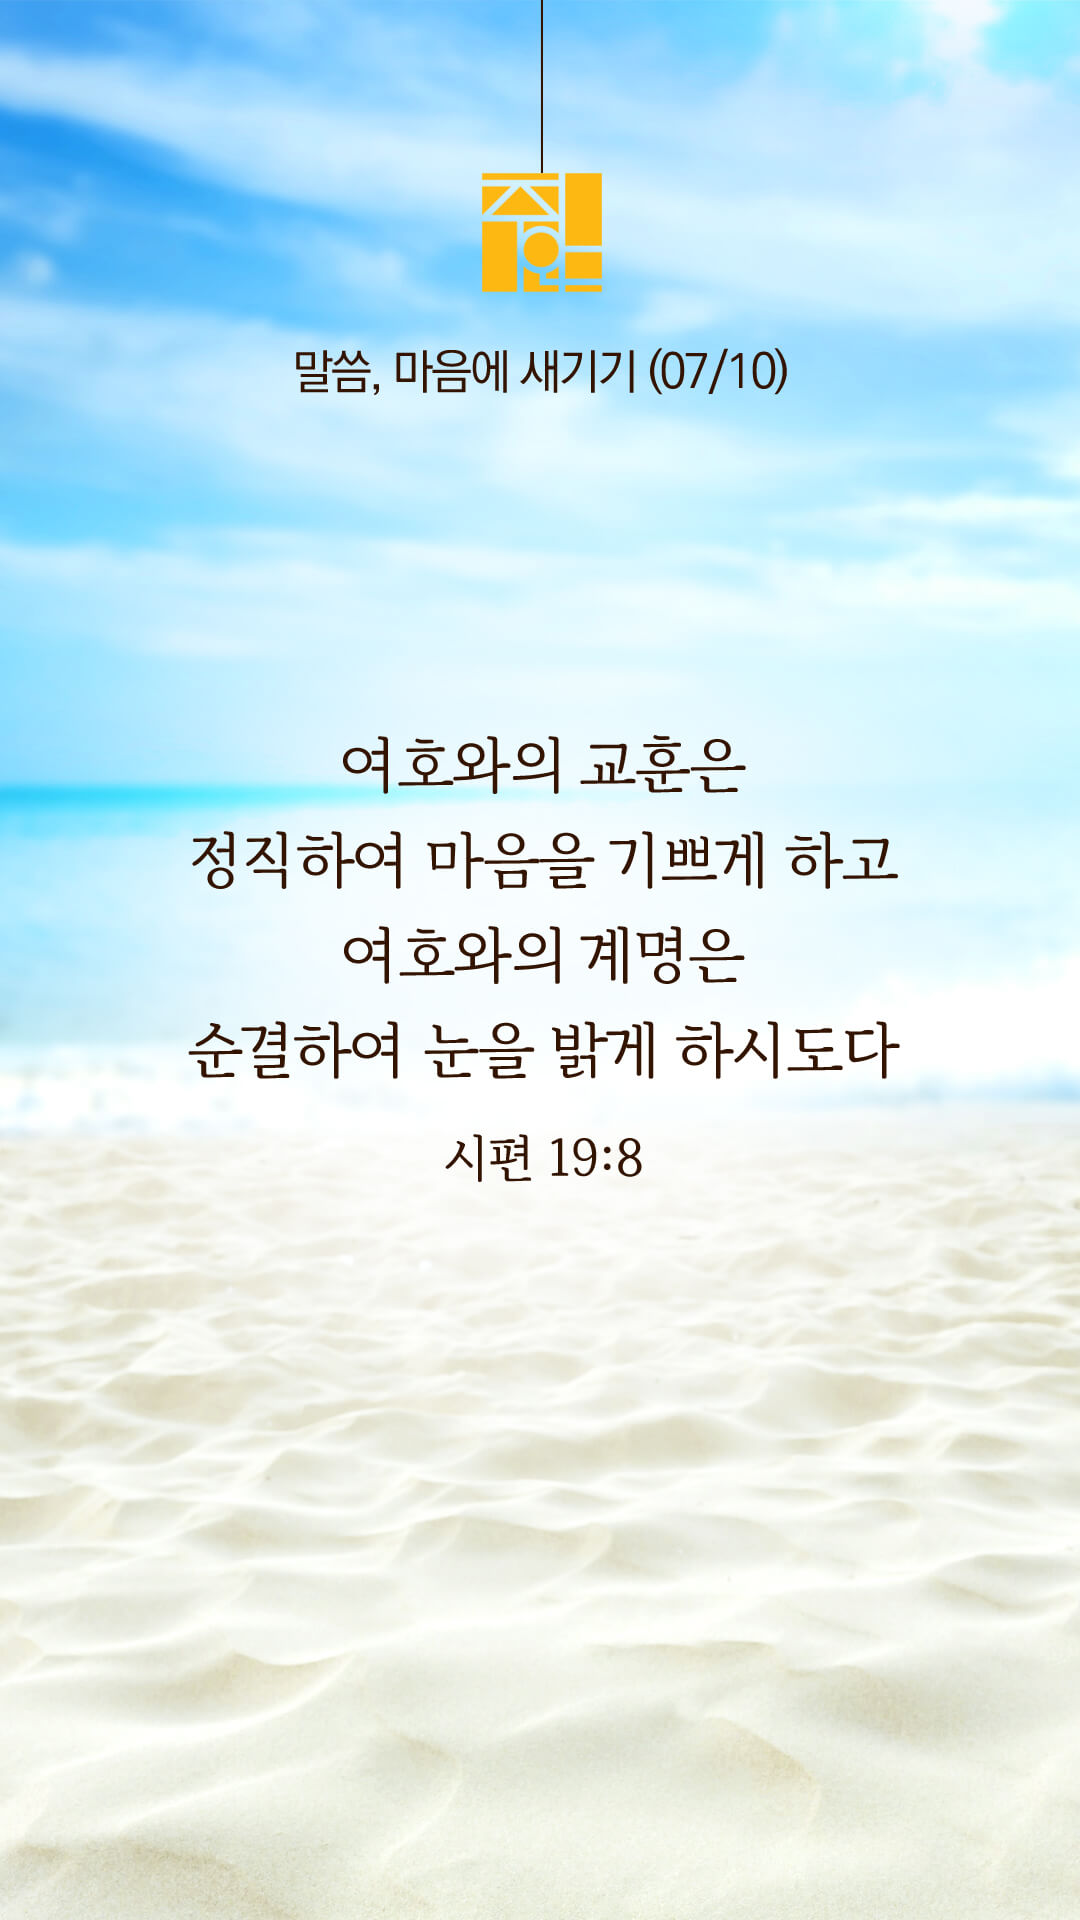 말씀, 마음에 새기기 (07/10)
여호와의 교훈은
정직하여 마음을 기쁘게 하고
여호와의 계명은
순결하여 눈을 밝게 하시도다
시편 19:8